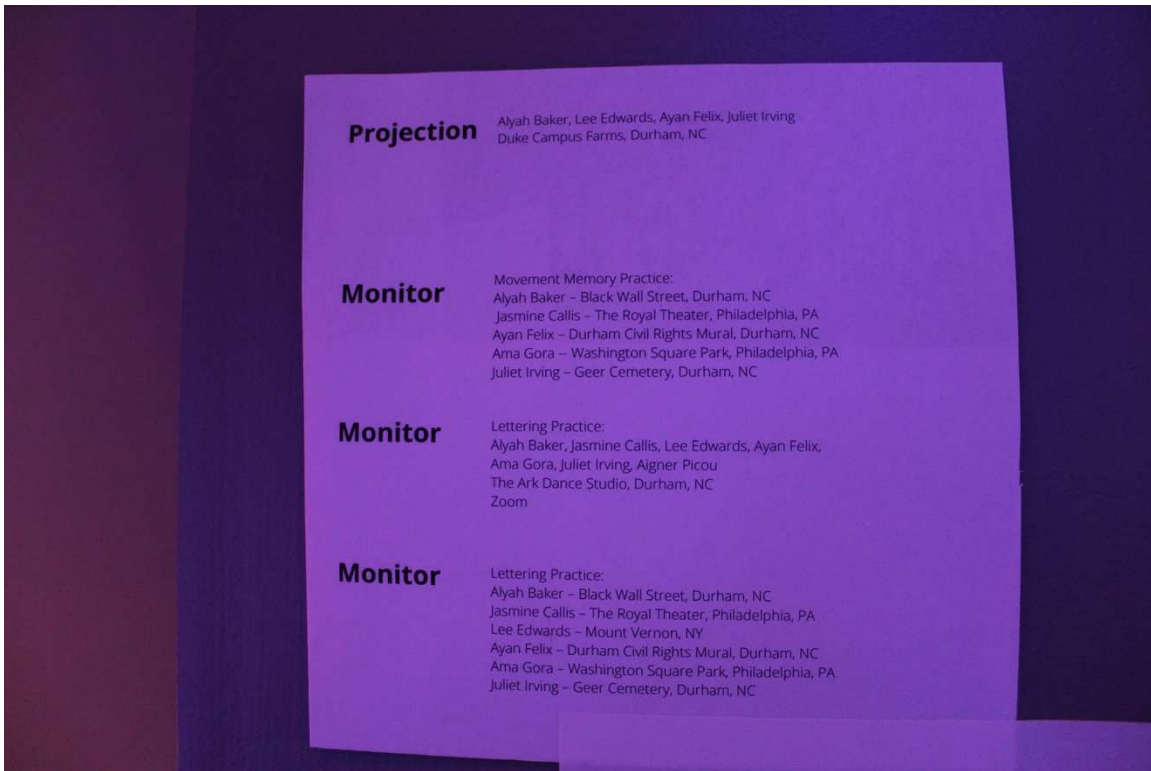 Projection
Alyah Baker, Lee Edwards, Ayan Felix, Juliet Irving
Duke Campus Farms, Durham, NC
Monitor
Movement Memory Practice:
Alyah Baker – Black Wall Street, Durham, NC
Jasmine Callis – The Royal Theater, Philadelphia, PA
Ayan Felix – Durham Civil Rights Mural, Durham, NC
Ama Gora -- Washington Square Park, Philadelphia, PA
Juliet Irving – Geer Cemetery, Durham, NC
Monitor
Lettering Practice:
Alyah Baker, Jasmine Callis, Lee Edwards, Ayan Felix,
Ama Gora, Juliet Irving, Aigner Picou
The Ark Dance Studio, Durham, NC
Zoom
Monitor
Lettering Practice:
Alyah Baker – Black Wall Street, Durham, NC
Jasmine Callis – The Royal Theater, Philadelphia, PA
Lee Edwards – Mount Vernon, NY
Ayan Felix – Durham Civil Rights Mural, Durham, NC
Ama Gora – Washington Square Park, Philadelphia, PA
Juliet Irving – Geer Cemetery, Durham, NC